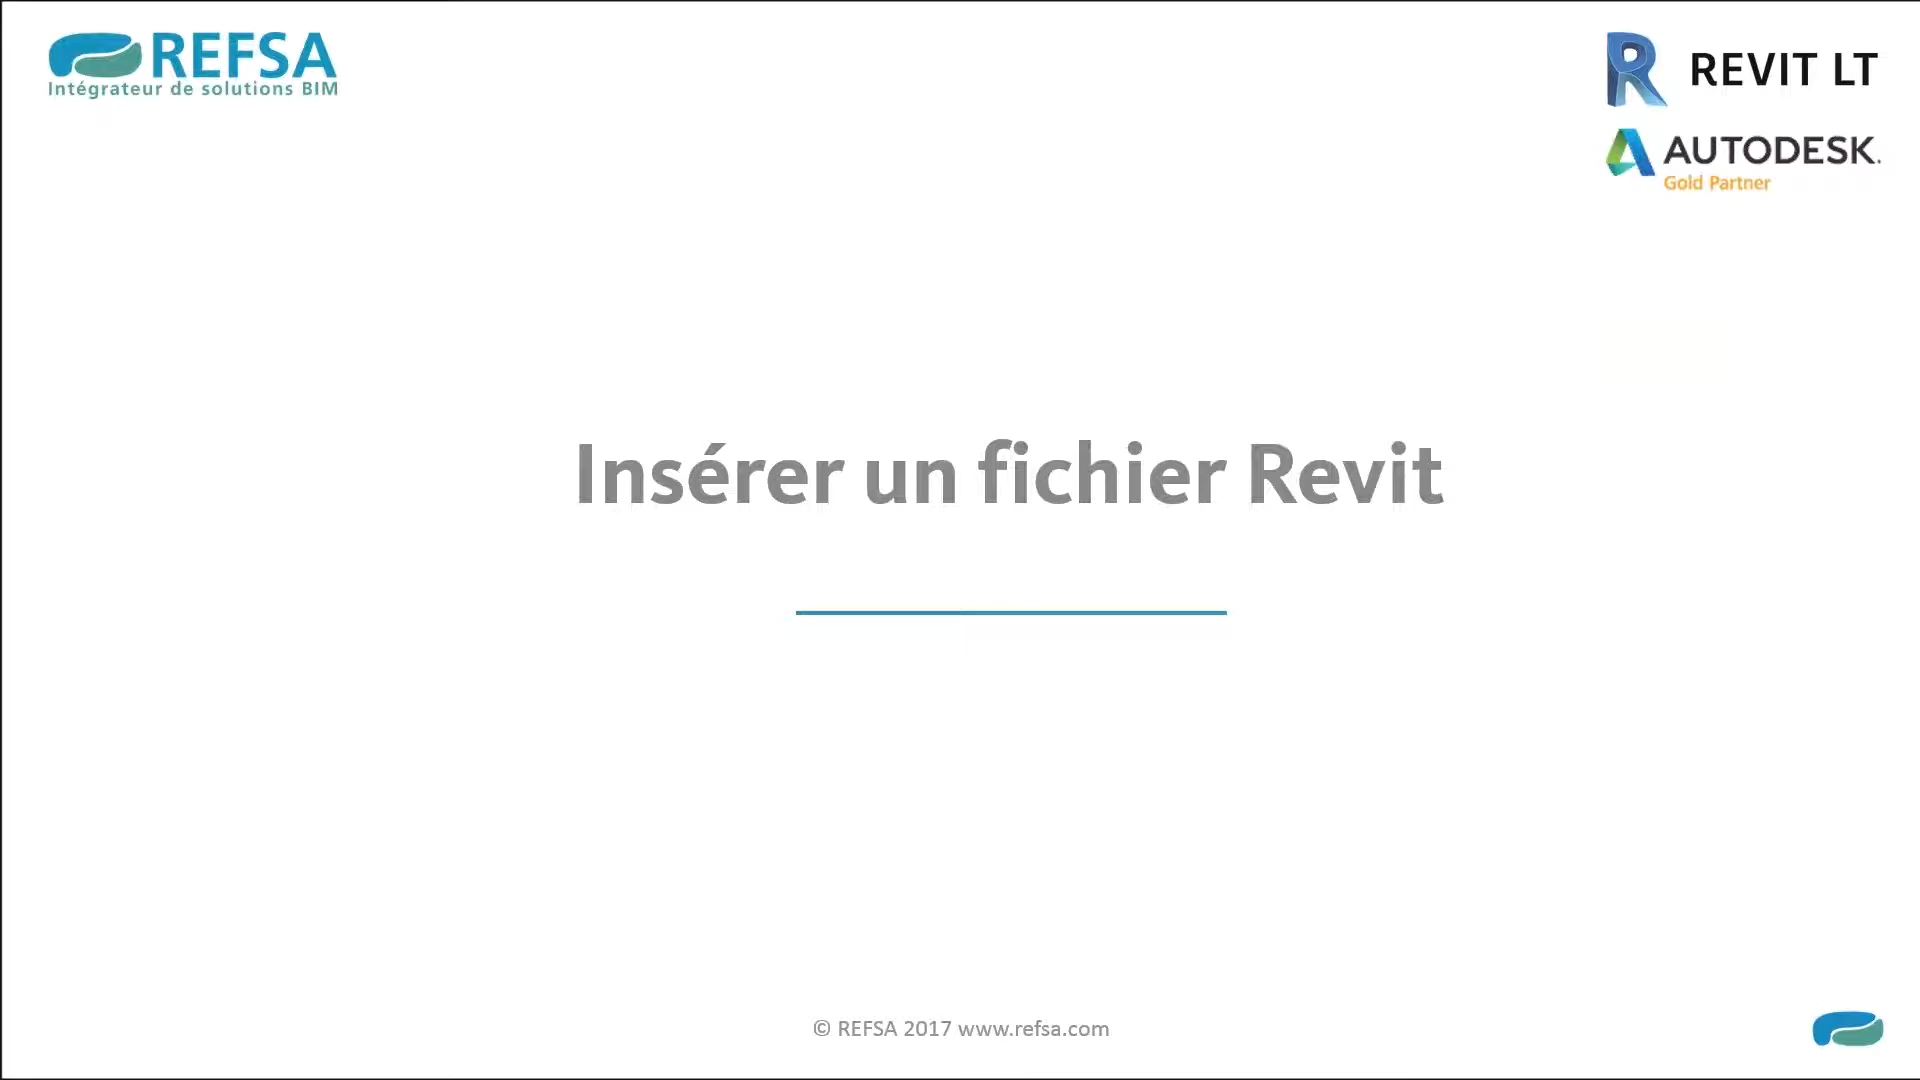 REFSA
Intégrateur de solutions BIM
REVIT LT
AUTODESK.
Gold Partner
Insérer un fichier Revit
© REFSA 2017 www.refsa.com